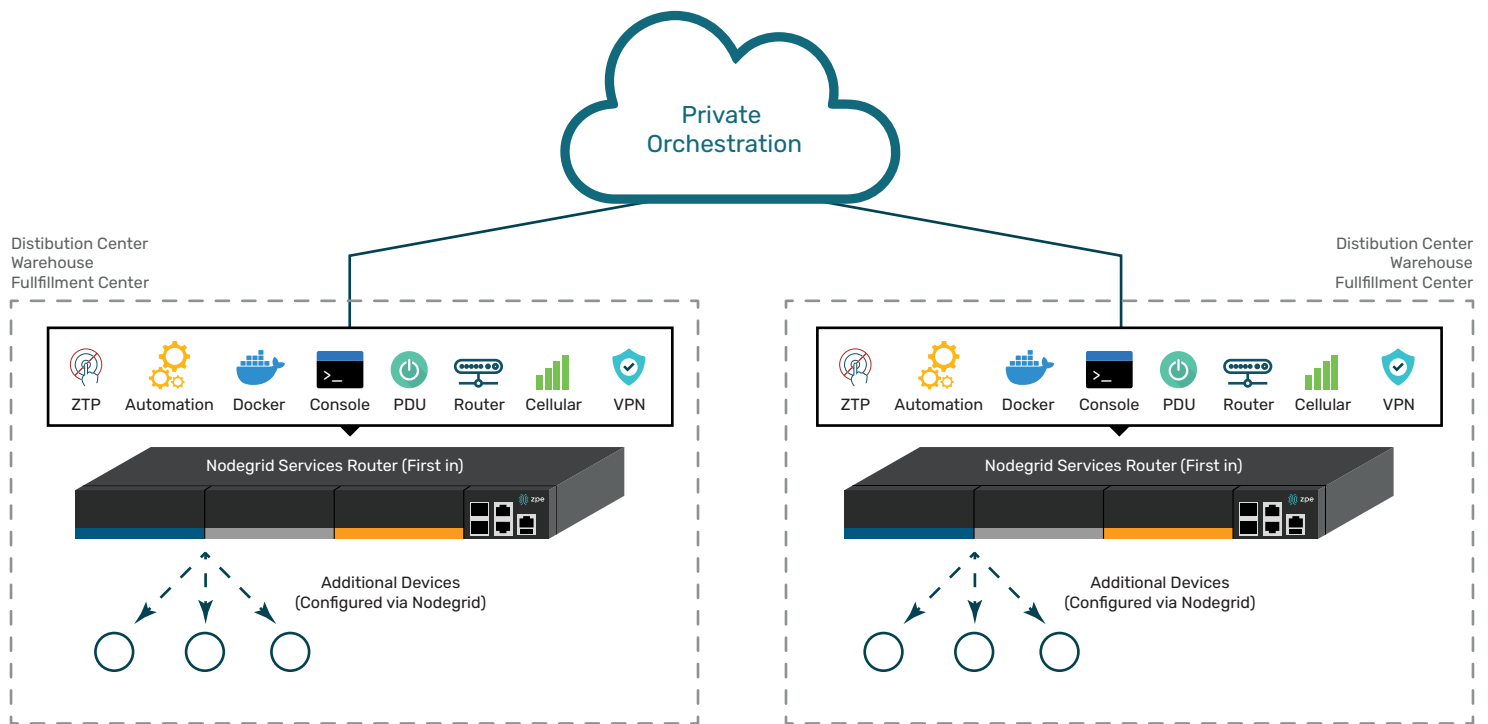 Private
Orchestration
Distibution Center
Warehouse
Fullfillment Center
Distibution Center
Warehouse
Fullfillment Center
>_
ZTP Automation Docker Console PDU Router Cellular VPN
Nodegrid Services Router (First in)
zpe
Additional Devices
(Configured via Nodegrid)
>_
ZTP Automation Docker Console PDU Router Cellular VPN
Nodegrid Services Router (First in)
zpe
Additional Devices
(Configured via Nodegrid)